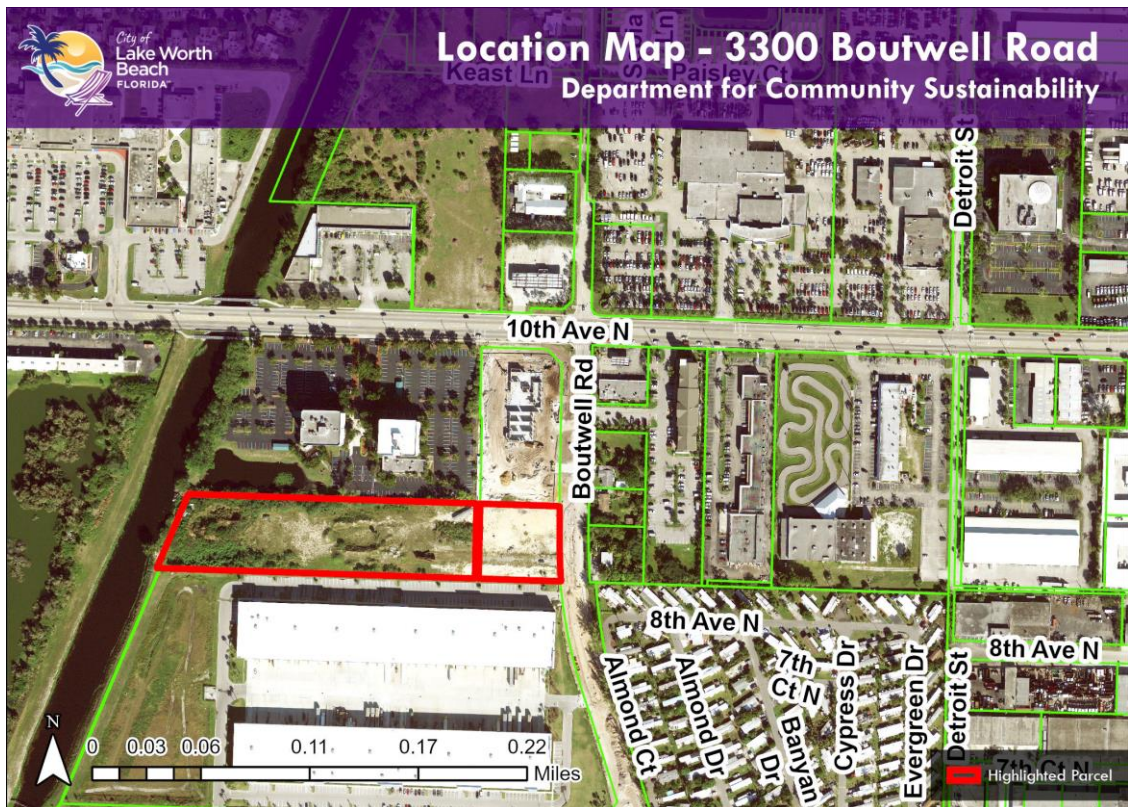 City of
Lake Worth
Beach
FLORIDA
Location Map - 3300 Boutwell Road
Department for Community Sustainability
Keast Ln
Paisley Ct
Detroit St
10th Ave N
Boutwell Rd
8th Ave N
7th
Ct N
8th Ave N
Almond Ct
Almond Dr
Banyan
Dr
Cypress Dr
Evergreen Dr
Detroit St
7th Ct N
N
0 0.03 0.06 0.11 0.17 0.22
Miles
Highlighted Parcel